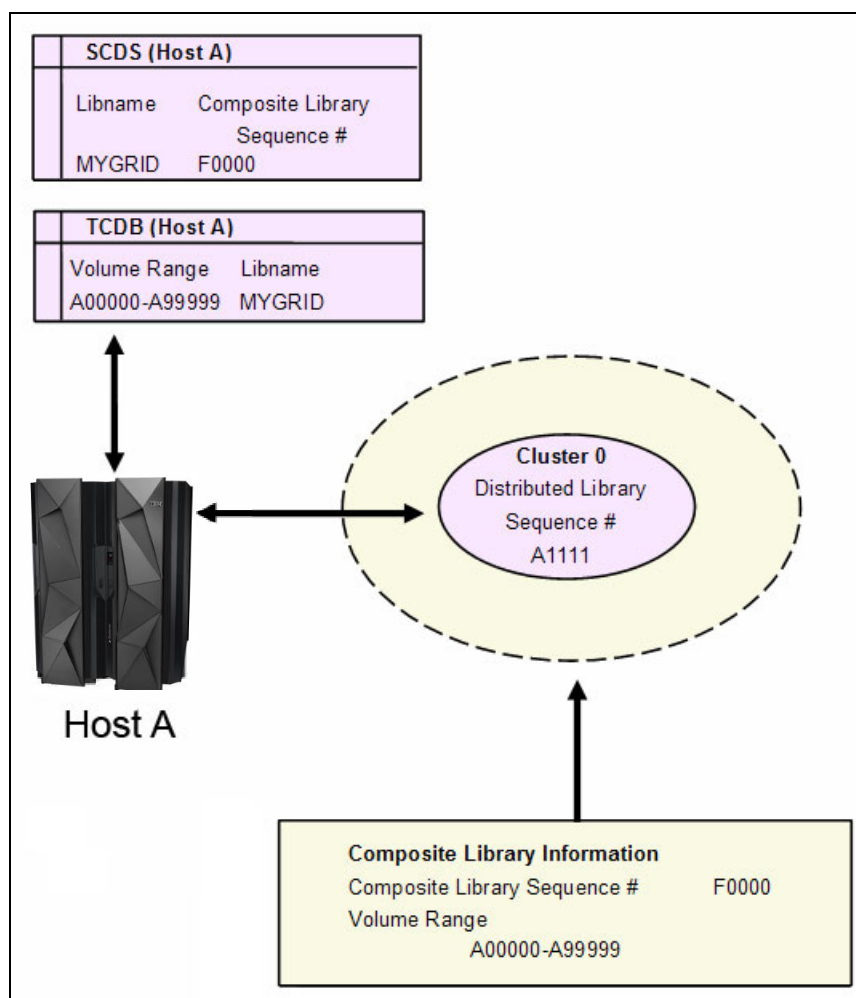 SCDS (Host A)
Libname Composite Library
Sequence #
MYGRID F0000
TCDB (Host A)
Volume Range Libname
A00000-A99999 MYGRID
Cluster 0
Distributed Library
Sequence #
A1111
Host A
Composite Library Information
Composite Library Sequence # F0000
Volume Range
A00000-A99999